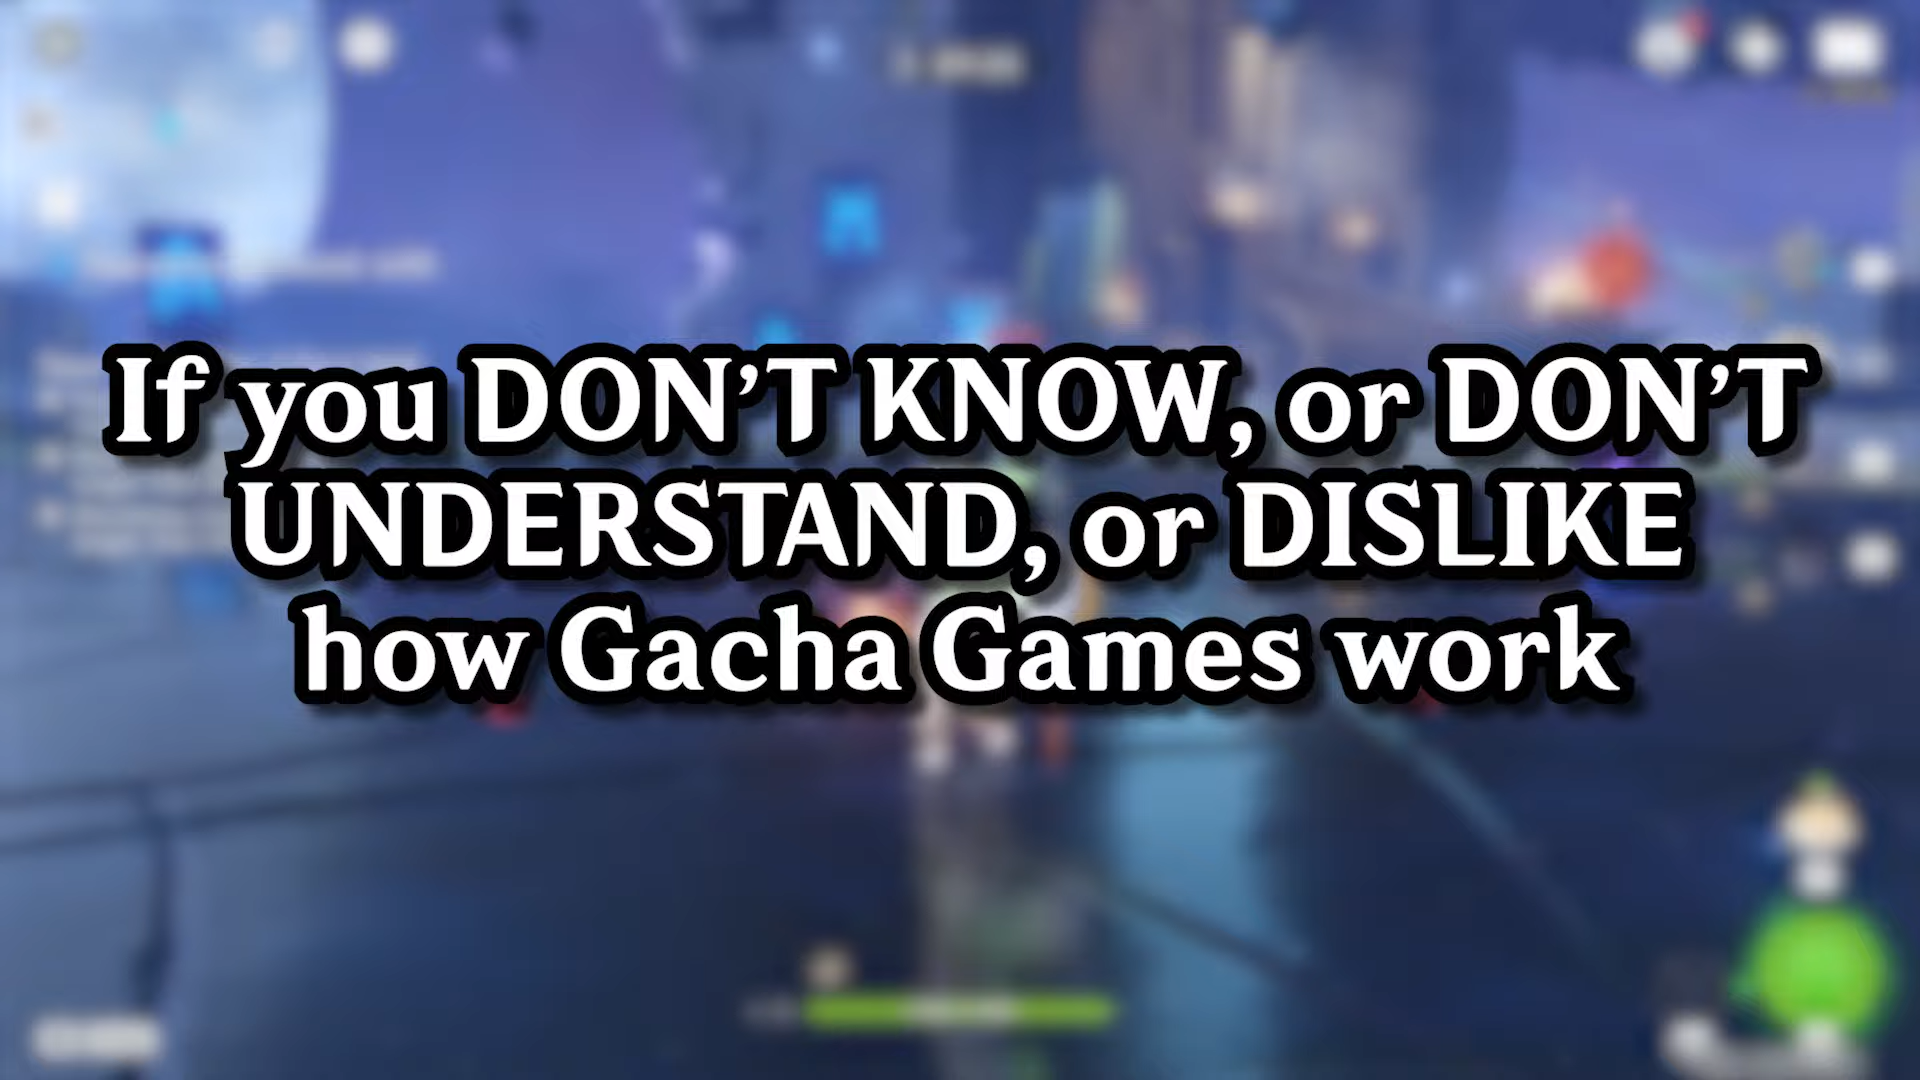 If you DON’T KNOW, or DON’T
UNDERSTAND, or DISLIKE
how Gacha Games work